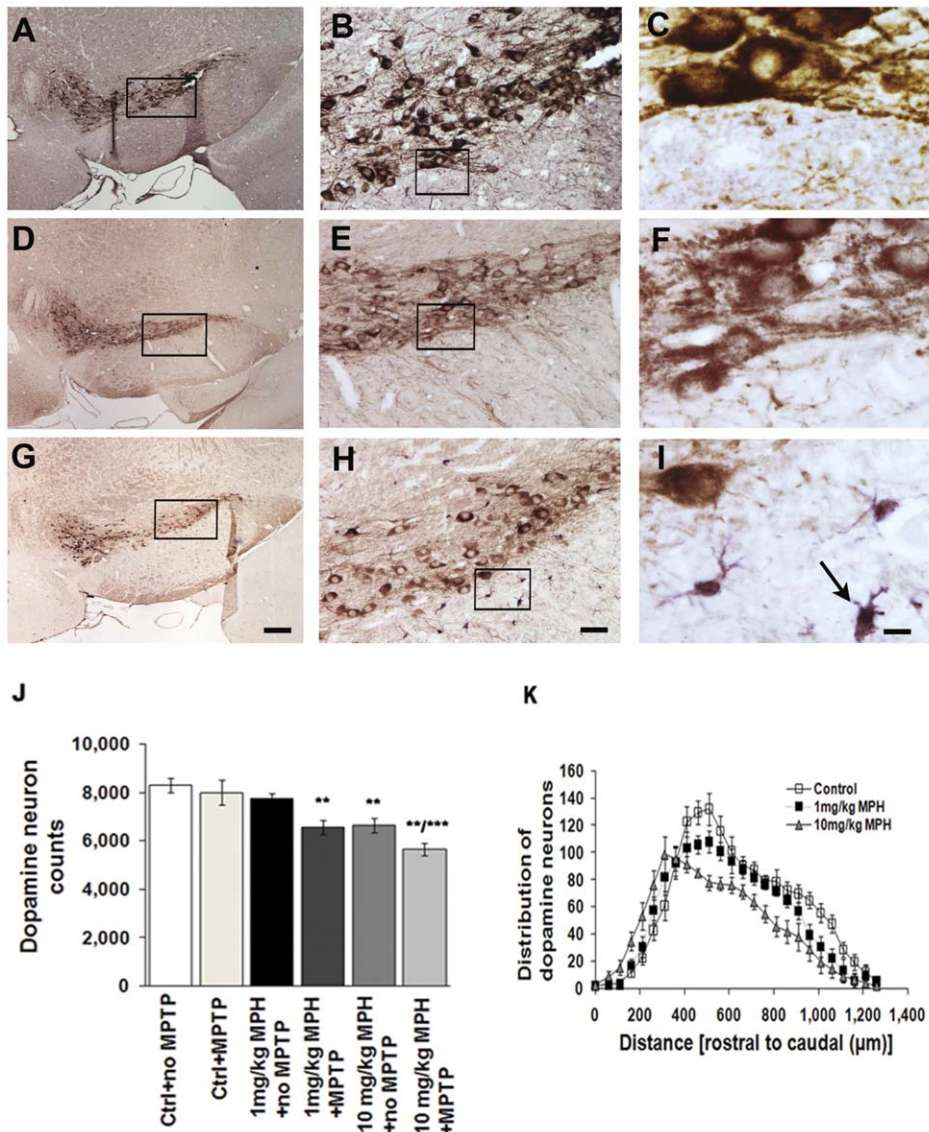 A
B
C
D
E
F
G
H
I
J
K
10,000
8,000
6,000
4,000
2,000
0
Dopamine neuron
counts
**
**
**/***
Ctrl+no MPTP
Ctrl+MPTP
1mg/kg MPH
+no MPTP
1mg/kg MPH
+MPTP
10 mg/kg MPH
+no MPTP
10 mg/kg MPH
+MPTP
160
140
120
100
80
60
40
20
0
Distribution of
dopamine neurons
Control
1mg/kg MPH
10mg/kg MPH
0 200 400 600 800 1,000 1,200 1,400
Distance [rostral to caudal (µm)]